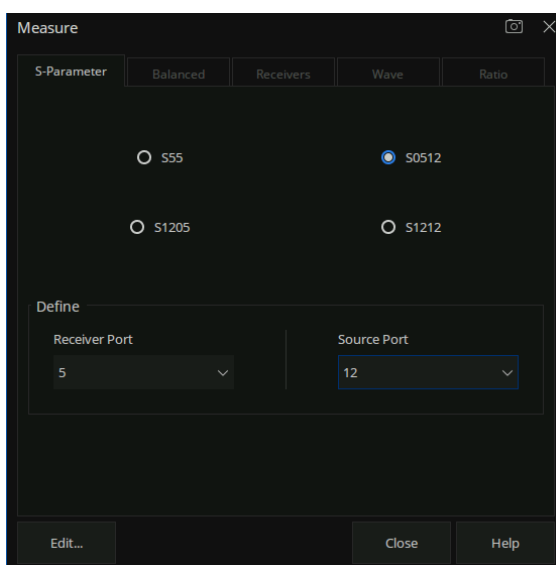 Measure
S-Parameter Balanced Receivers Wave Ratio
S55 S0512
S1205 S1212
Define
Receiver Port Source Port
5 12
Edit... Close Help